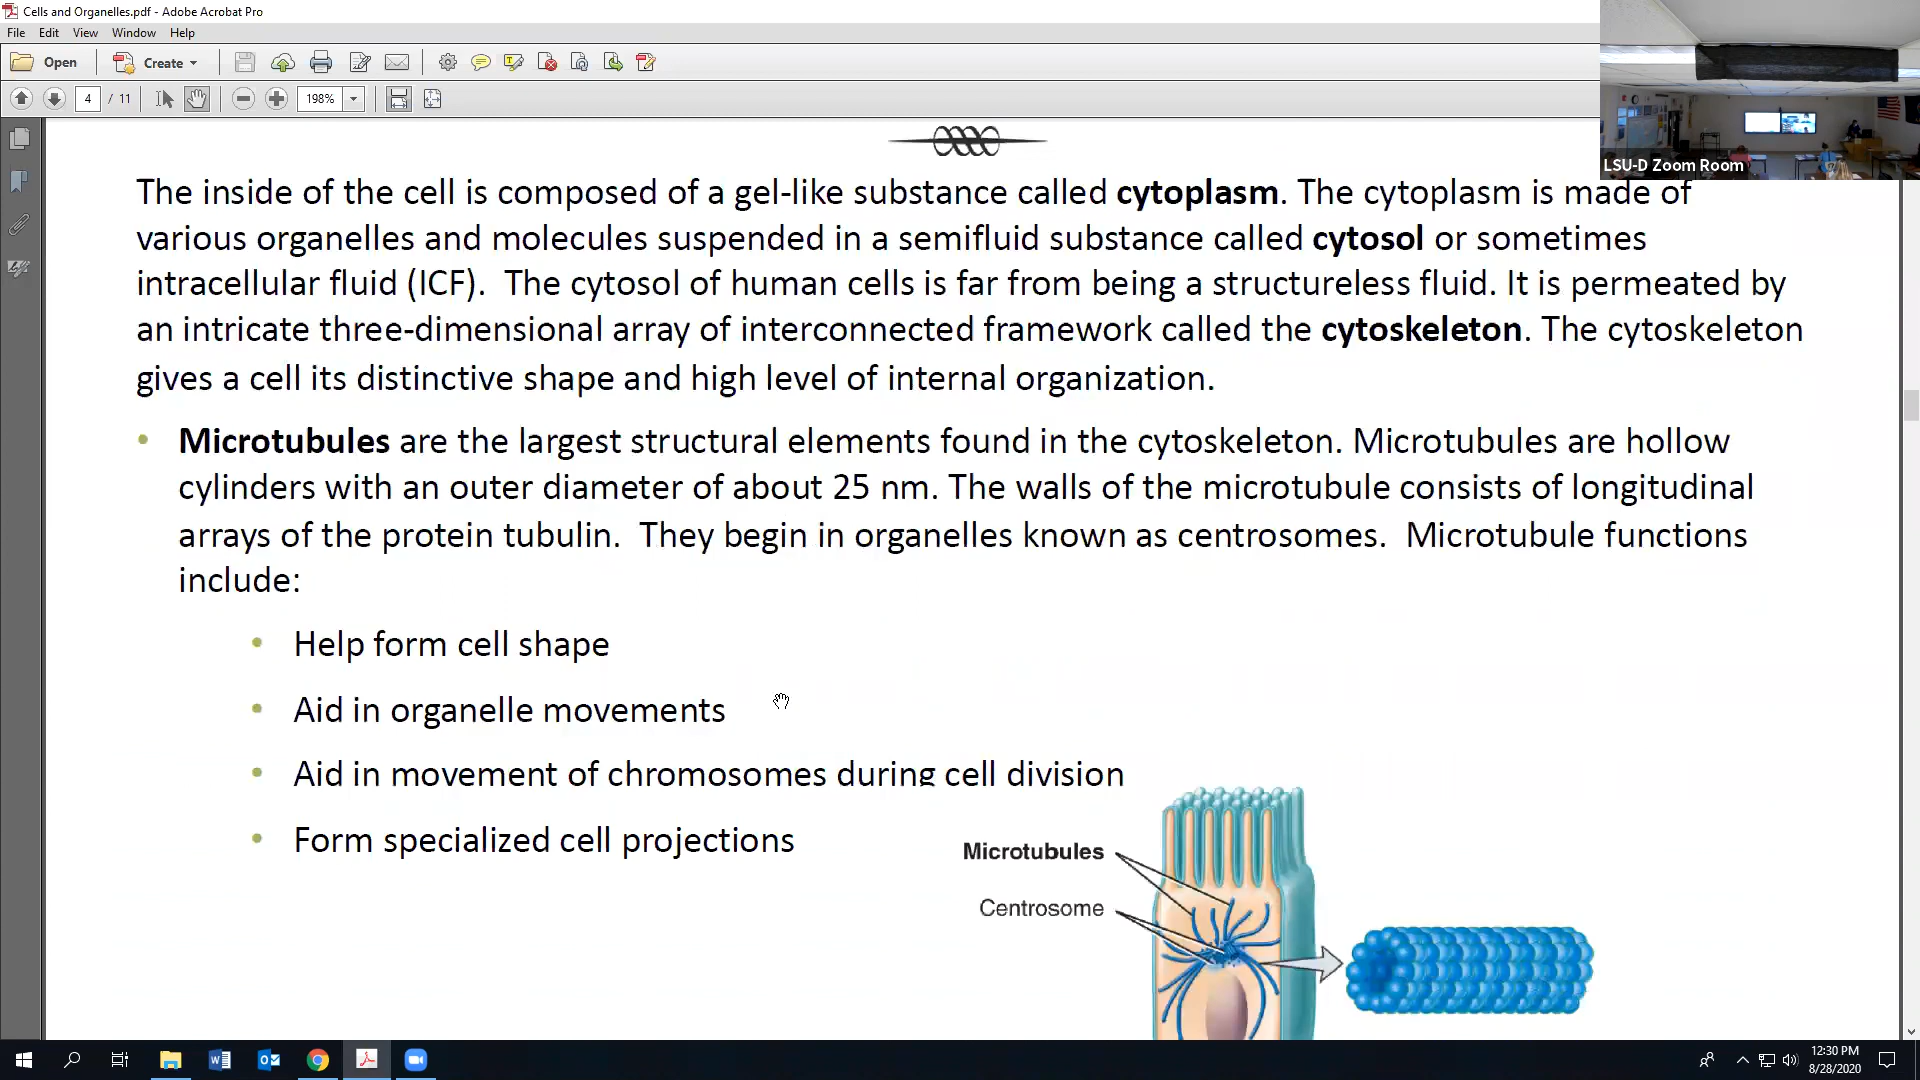 Cells and Organelles.pdf - Adobe Acrobat Pro
File Edit View Window Help
Open Create
4 / 11 198%
LSU-D Zoom Room
The inside of the cell is composed of a gel-like substance called cytoplasm. The cytoplasm is made of
various organelles and molecules suspended in a semifluid substance called cytosol or sometimes
intracellular fluid (ICF). The cytosol of human cells is far from being a structureless fluid. It is permeated by
an intricate three-dimensional array of interconnected framework called the cytoskeleton. The cytoskeleton
gives a cell its distinctive shape and high level of internal organization.
• Microtubules are the largest structural elements found in the cytoskeleton. Microtubules are hollow
cylinders with an outer diameter of about 25 nm. The walls of the microtubule consists of longitudinal
arrays of the protein tubulin. They begin in organelles known as centrosomes. Microtubule functions
include:
• Help form cell shape
• Aid in organelle movements
• Aid in movement of chromosomes during cell division
• Form specialized cell projections
Microtubules
Centrosome
12:30 PM
8/28/2020